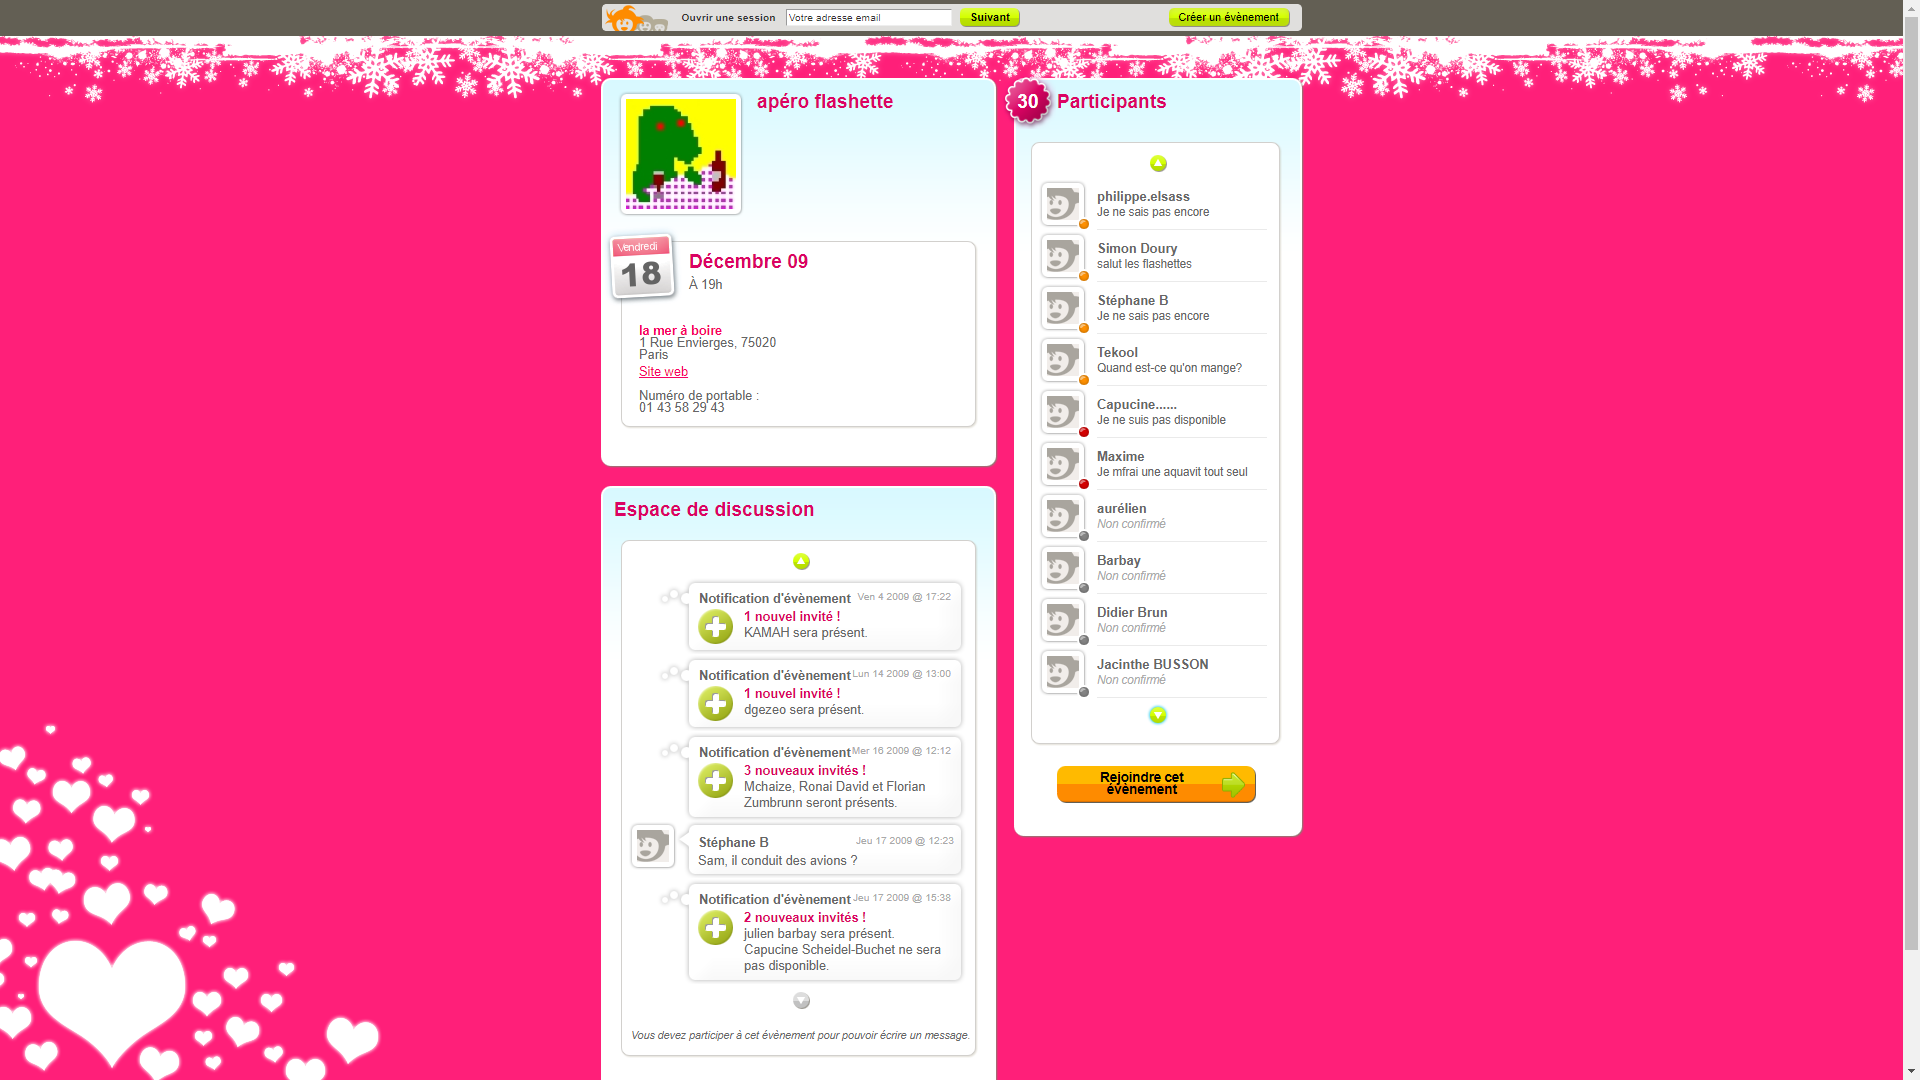 Ouvrir une session
Votre adresse email
Suivant
Créer un évènement
apéro flashette
Vendredi
18
Décembre 09
À 19h
la mer à boire
1 Rue Envierges, 75020
Paris
Site web
Numéro de portable :
01 43 58 29 43
Espace de discussion
Notification d'évènement Ven 4 2009 @ 17:22
1 nouvel invité !
KAMAH sera présent.
Notification d'évènement Lun 14 2009 @ 13:00
1 nouvel invité !
dgezeo sera présent.
Notification d'évènement Mer 16 2009 @ 12:12
3 nouveaux invités !
Mchaize, Ronai David et Florian
Zumbrunn seront présents.
Stéphane B Jeu 17 2009 @ 12:23
Sam, il conduit des avions ?
Notification d'évènement Jeu 17 2009 @ 15:38
2 nouveaux invités !
julien barbay sera présent.
Capucine Scheidel-Buchet ne sera
pas disponible.
Vous devez participer à cet évènement pour pouvoir écrire un message.
30 Participants
philippe.elsass
Je ne sais pas encore
Simon Doury
salut les flashettes
Stéphane B
Je ne sais pas encore
Tekool
Quand est-ce qu'on mange?
Capucine......
Je ne suis pas disponible
Maxime
Je mfrai une aquavit tout seul
aurélien
Non confirmé
Barbay
Non confirmé
Didier Brun
Non confirmé
Jacinthe BUSSON
Non confirmé
Rejoindre cet
évènement